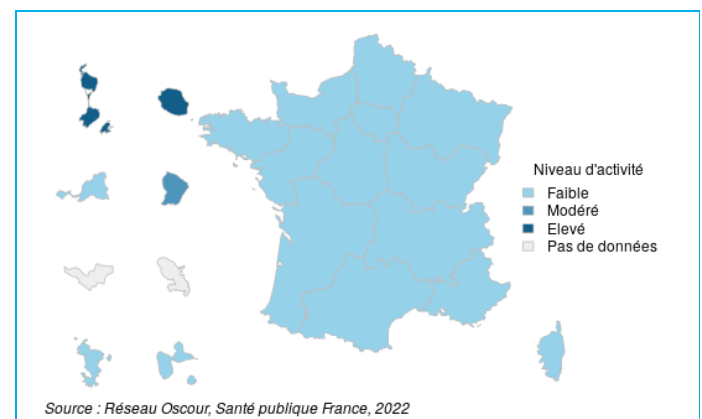 Niveau d'activité
Faible
Modéré
Elevé
Pas de données
Source : Réseau Oscour, Santé publique France, 2022